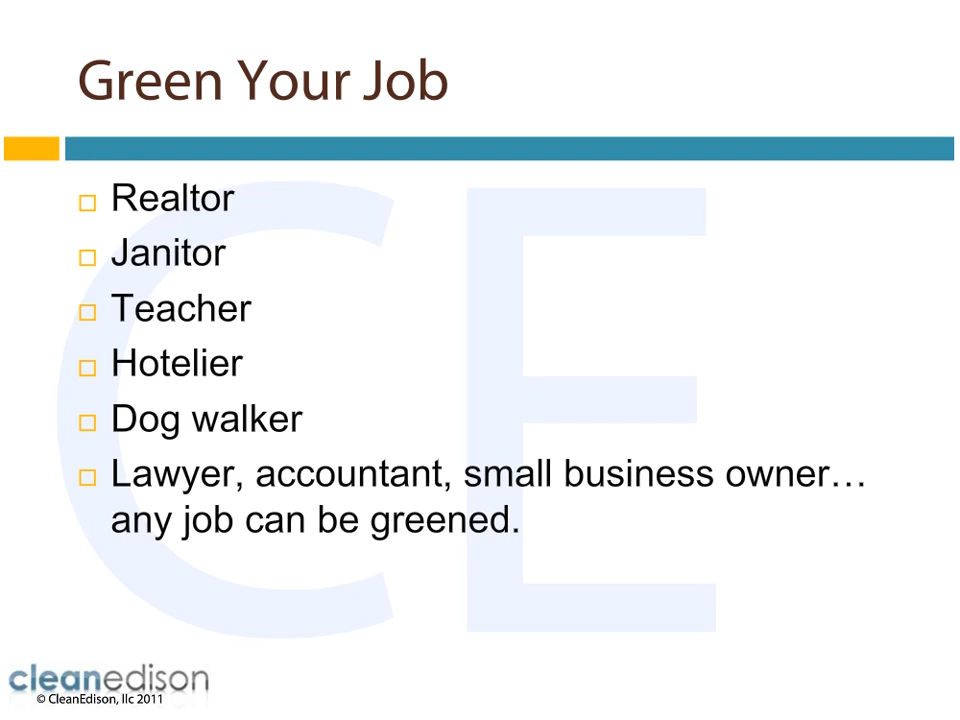 Green Your Job
Realtor
Janitor
Teacher
Hotelier
Dog walker
Lawyer, accountant, small business owner…
any job can be greened.
CE
cleanedison
© CleanEdison, llc 2011